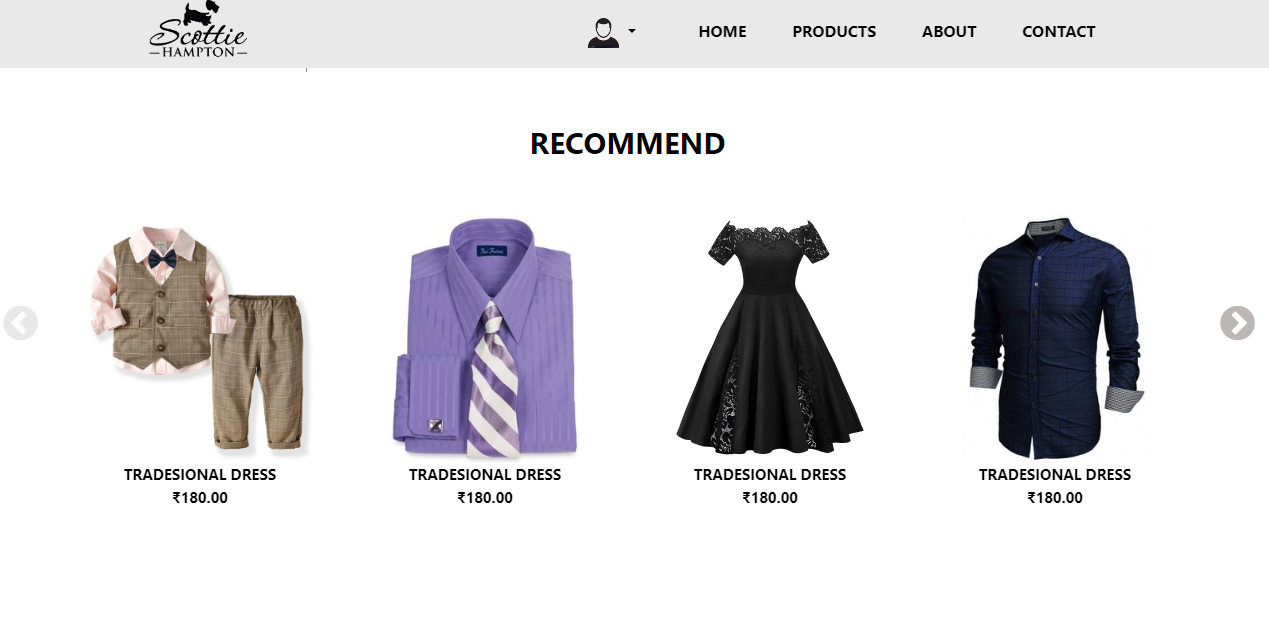 Scottie
HAMPTON
HOME PRODUCTS ABOUT CONTACT
RECOMMEND
TRADESIONAL DRESS TRADESIONAL DRESS TRADESIONAL DRESS TRADESIONAL DRESS
₹180.00 ₹180.00 ₹180.00 ₹180.00